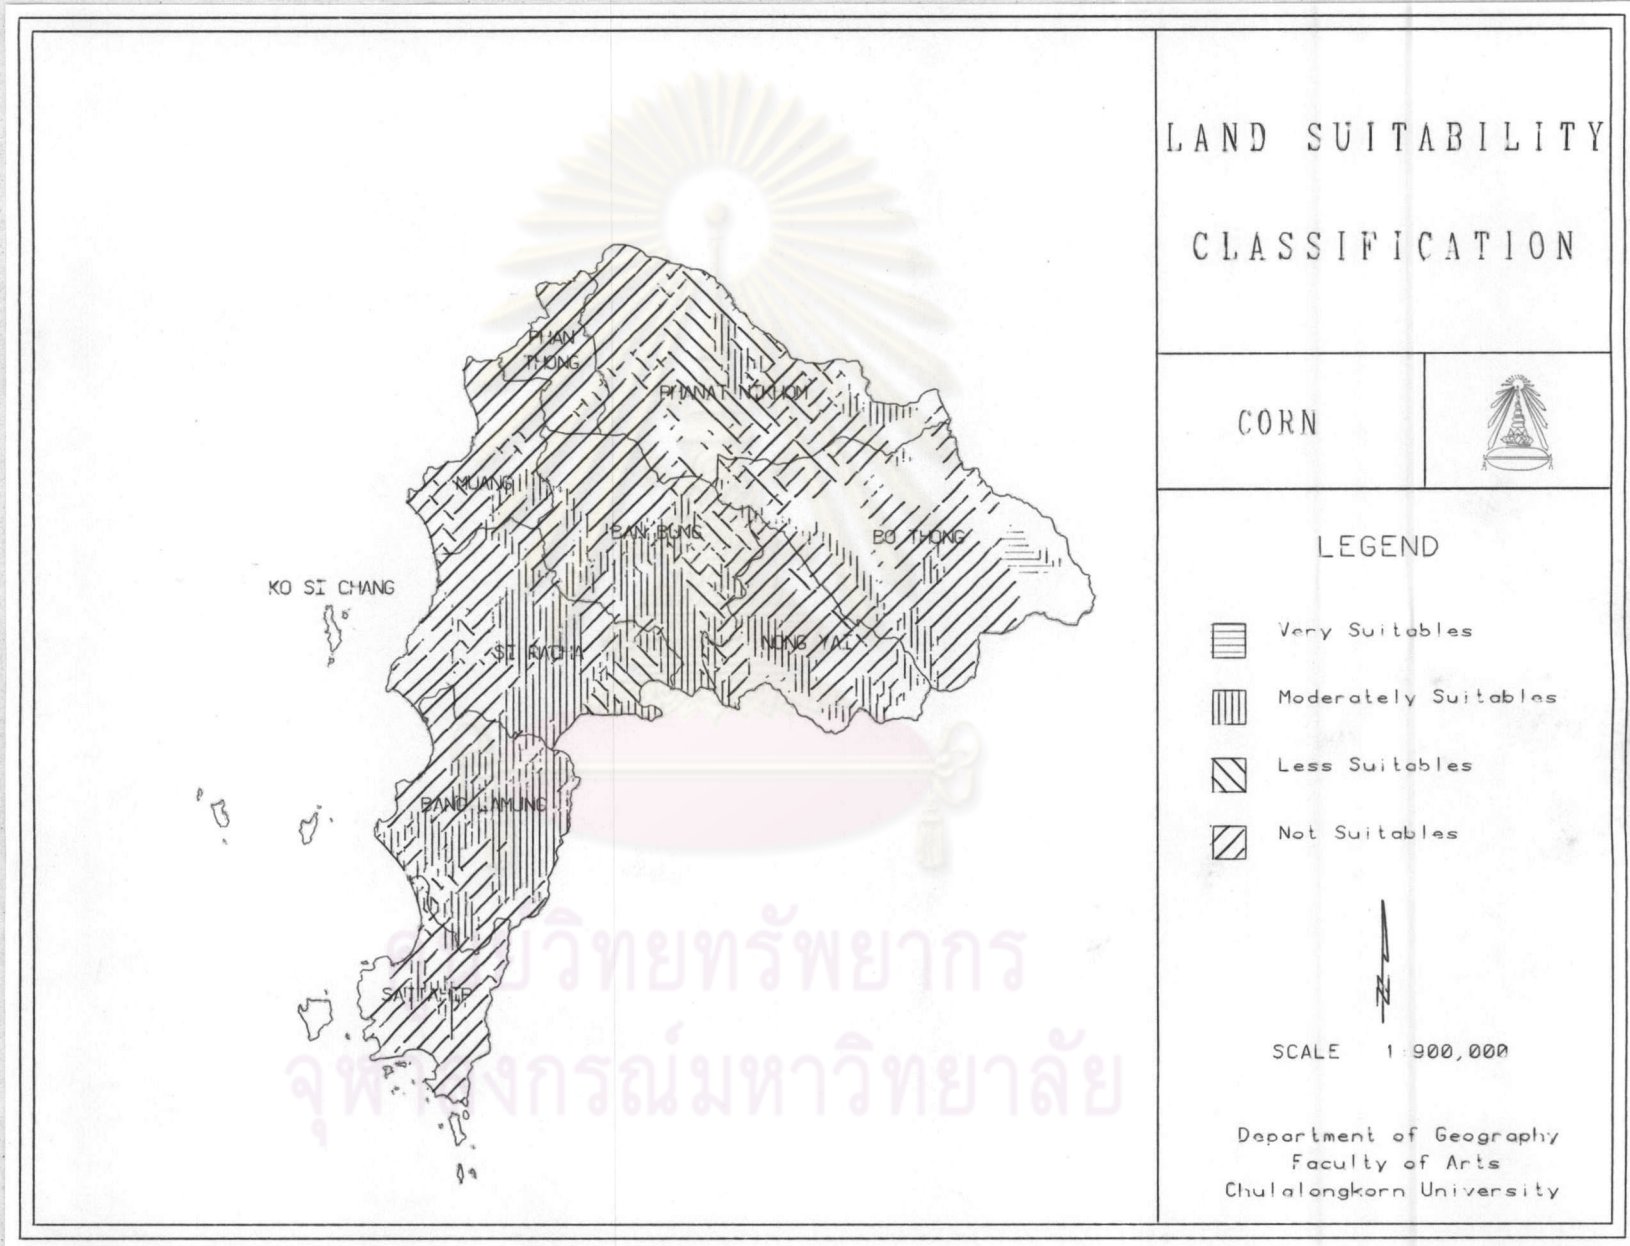 LAND SUITABILITY
CLASSIFICATION
CORN
LEGEND
Very Suitables
Moderately Suitables
Less Suitables
Not Suitables
SCALE 1:900,000
Department of Geography
Faculty of Arts
Chulalongkorn University
PHAN
THONG
PHANAT NIKHOM
MUANG
BAN BUNG
BO THONG
KO SI CHANG
SI RACHA
NONG YAI
BANG LAMUNG
SATTAHIP
ศูนย์วิทยทรัพยากร
จุฬาลงกรณ์มหาวิทยาลัย